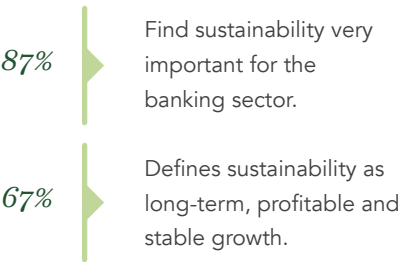 87%
Find sustainability very
important for the
banking sector.
67%
Defines sustainability as
long-term, profitable and
stable growth.